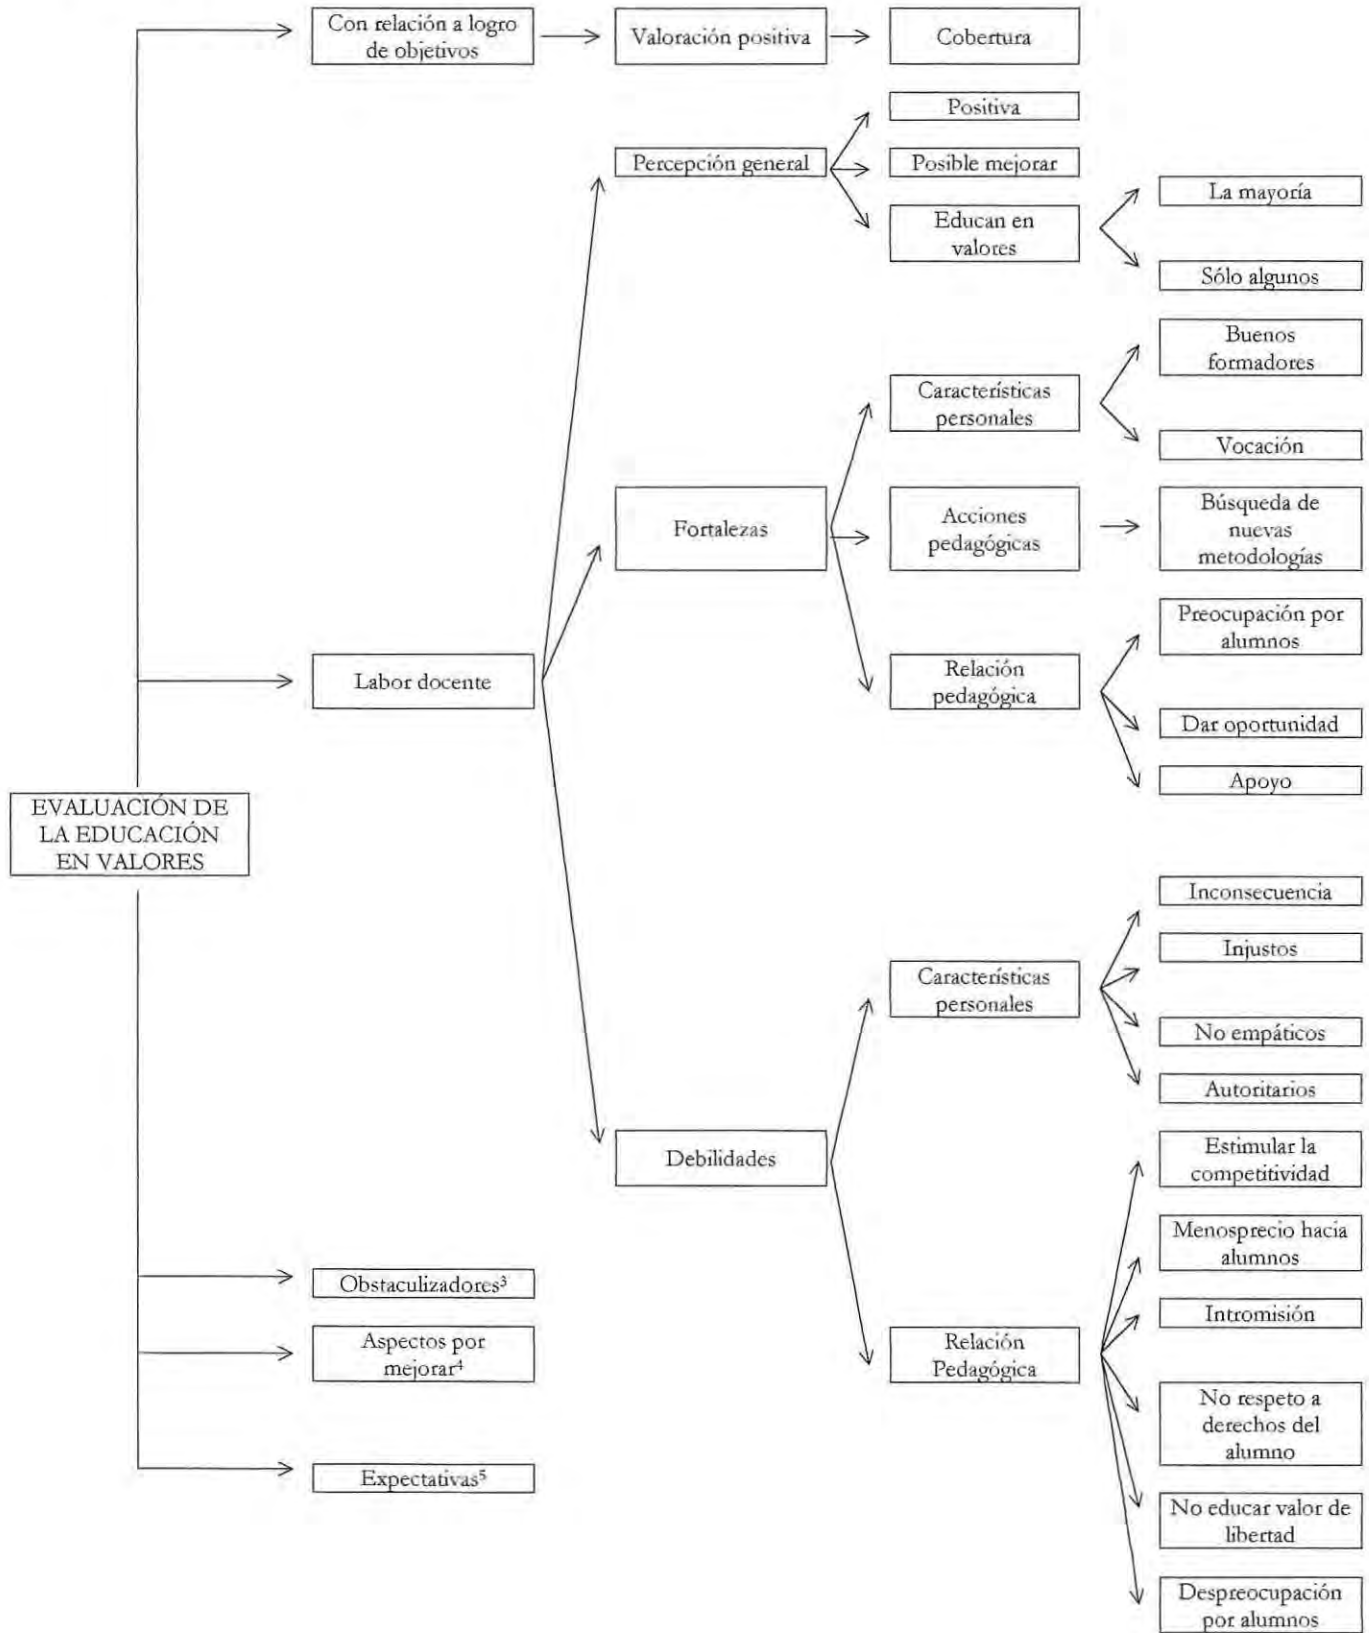 Con relación a logro
de objetivos
Valoración positiva
Cobertura
Percepción general
Positiva
Posible mejorar
Educan en
valores
La mayoría
Sólo algunos
Labor docente
Fortalezas
Características
personales
Buenos
formadores
Vocación
Acciones
pedagógicas
Búsqueda de
nuevas
metodologías
Relación
pedagógica
Preocupación por
alumnos
Dar oportunidad
Apoyo
EVALUACIÓN DE
LA EDUCACIÓN
EN VALORES
Debilidades
Características
personales
Inconsecuencia
Injustos
No empáticos
Autoritarios
Relación
Pedagógica
Estimular la
competitividad
Menosprecio hacia
alumnos
Intromisión
No respeto a
derechos del
alumno
No educar valor de
libertad
Despreocupación
por alumnos
Obstaculizadores³
Aspectos por
mejorar⁴
Expectativas⁵